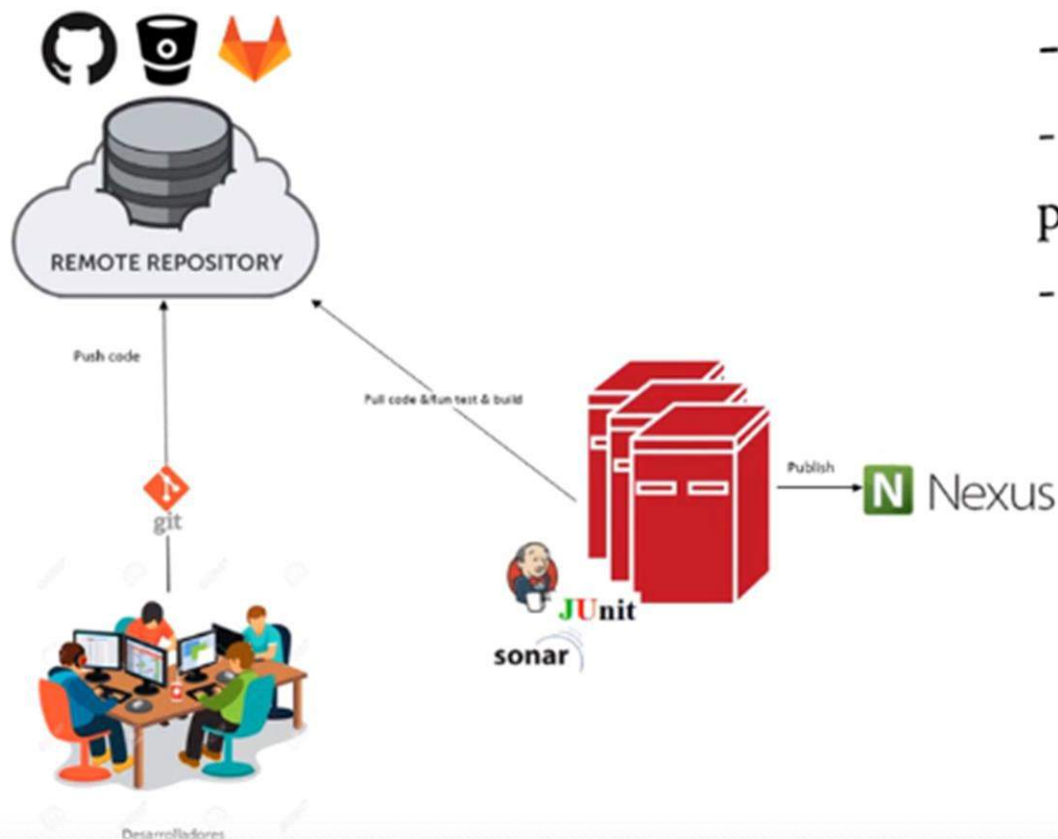 REMOTE REPOSITORY
Push code
Pull code & run test & build
Publish
N Nexus
git
JUnit
sonar
Desarrolladores
-
-
p
-